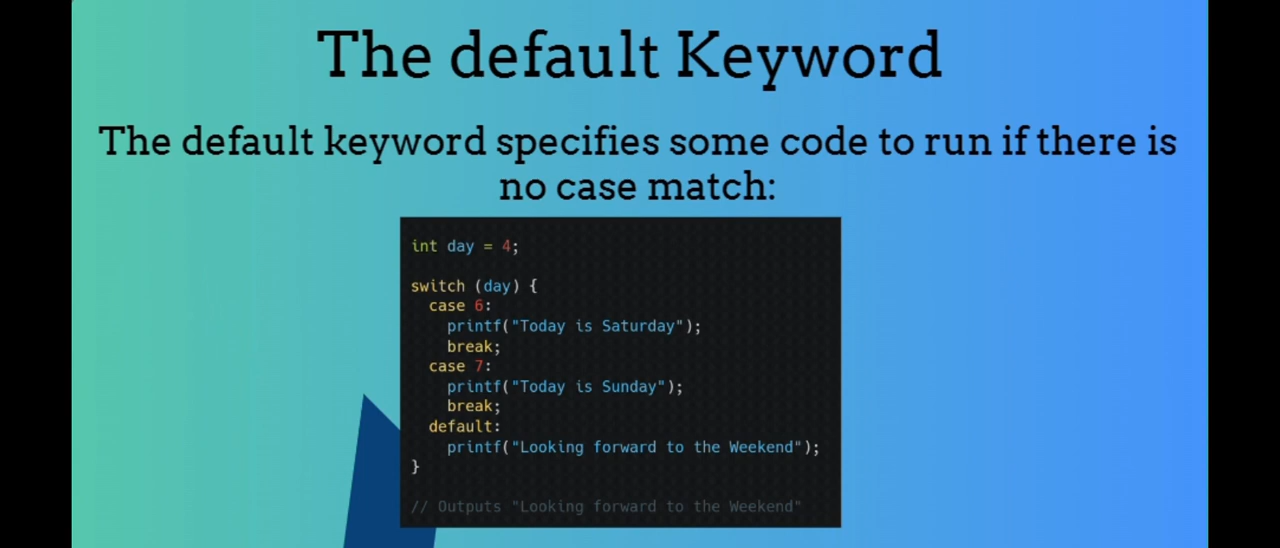 The default Keyword
The default keyword specifies some code to run if there is
no case match:
int day = 4;
switch (day) {
  case 6:
    printf("Today is Saturday");
    break;
  case 7:
    printf("Today is Sunday");
    break;
  default:
    printf("Looking forward to the Weekend");
}
// Outputs "Looking forward to the Weekend"